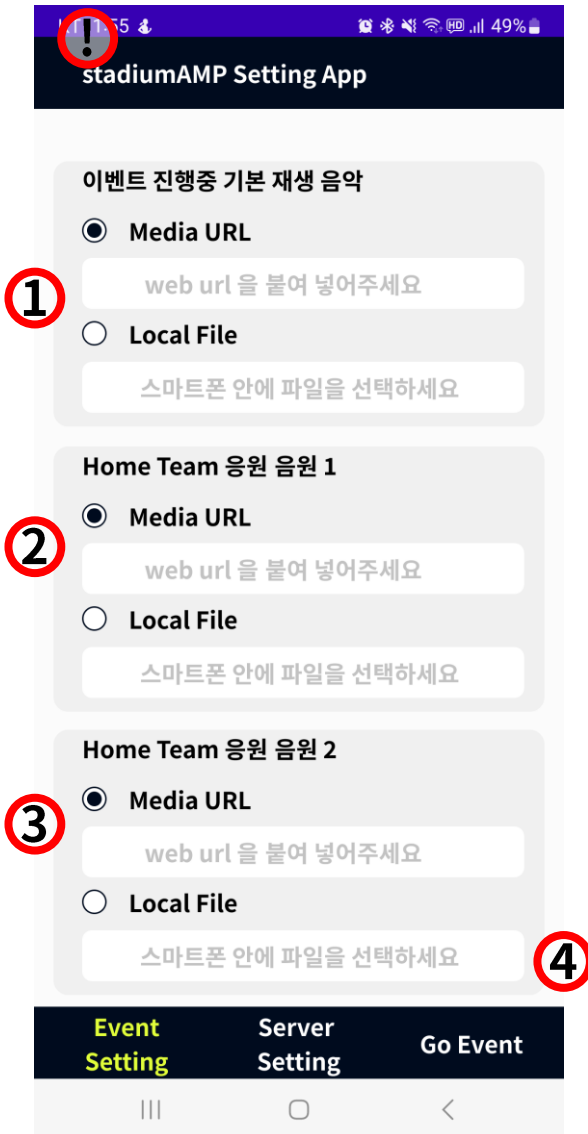 ! 
49%
stadiumAMP Setting App
이벤트 진행중 기본 재생 음악
Media URL
① web url 을 붙여 넣어주세요
Local File
스마트폰 안에 파일을 선택하세요
Home Team 응원 음원 1
Media URL
② web url 을 붙여 넣어주세요
Local File
스마트폰 안에 파일을 선택하세요
Home Team 응원 음원 2
Media URL
③ web url 을 붙여 넣어주세요
Local File
스마트폰 안에 파일을 선택하세요
④
Event Setting
Server Setting
Go Event